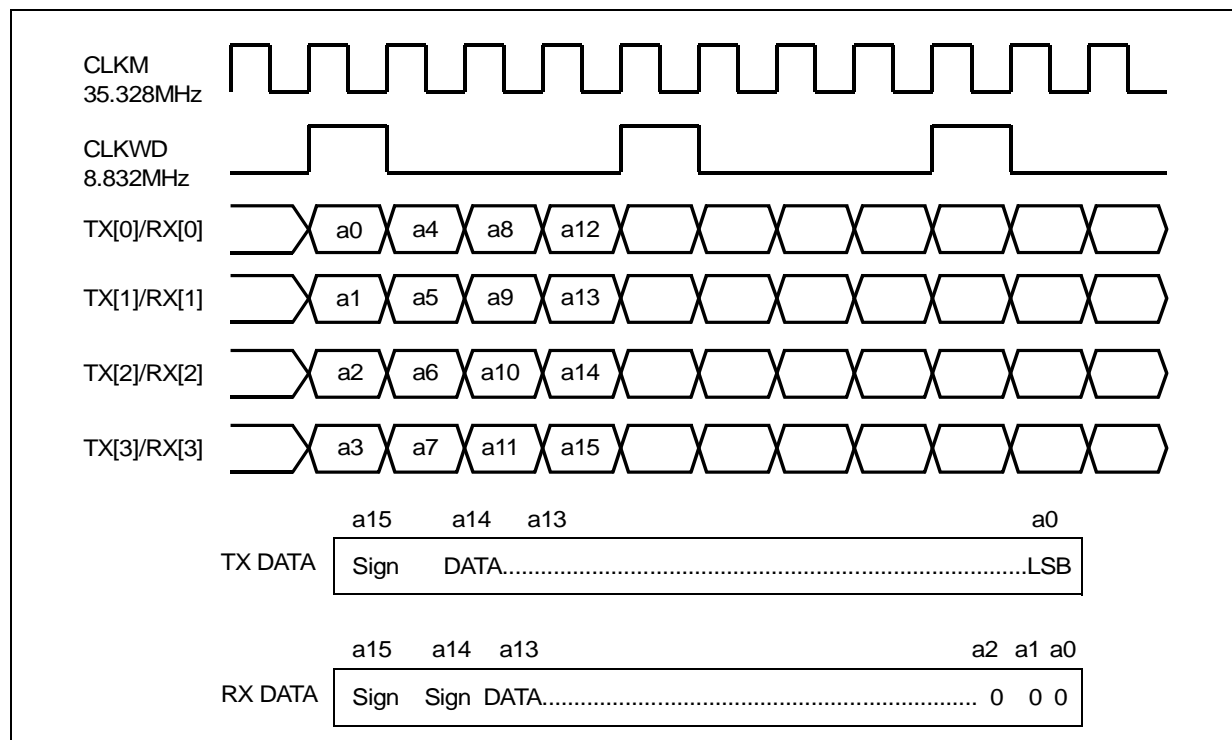 CLKM
35.328MHz
CLKWD
8.832MHz
TX[0]/RX[0] a0 a4 a8 a12
TX[1]/RX[1] a1 a5 a9 a13
TX[2]/RX[2] a2 a6 a10 a14
TX[3]/RX[3] a3 a7 a11 a15
a15 a14 a13 a0
TX DATA Sign DATA.................................................................................LSB
a15 a14 a13 a2 a1 a0
RX DATA Sign Sign DATA.................................................................... 0 0 0